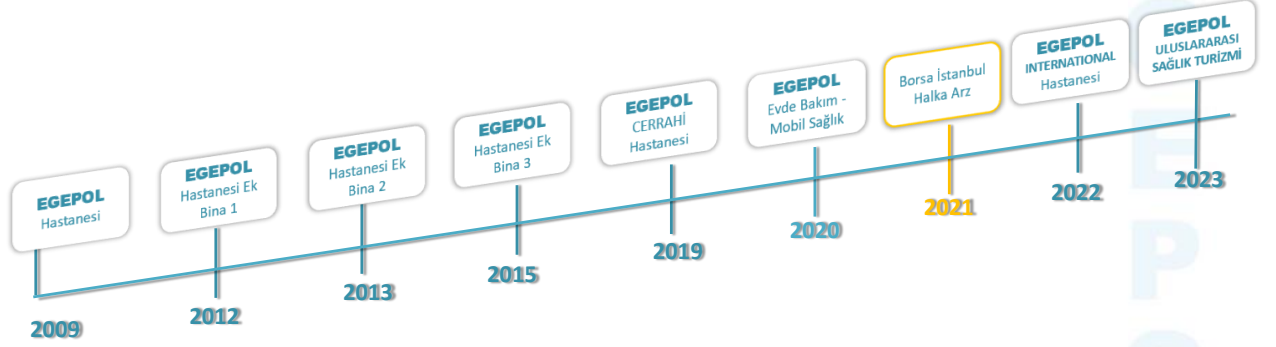 EGEPOL
Hastanesi
2009
EGEPOL
Hastanesi Ek
Bina 1
2012
EGEPOL
Hastanesi Ek
Bina 2
2013
EGEPOL
Hastanesi Ek
Bina 3
2015
EGEPOL
CERRAHİ
Hastanesi
2019
EGEPOL
Evde Bakım -
Mobil Sağlık
2020
Borsa İstanbul
Halka Arz
2021
EGEPOL
INTERNATIONAL
Hastanesi
2022
EGEPOL
ULUSLARARASI
SAĞLIK TURİZMİ
2023
E
P